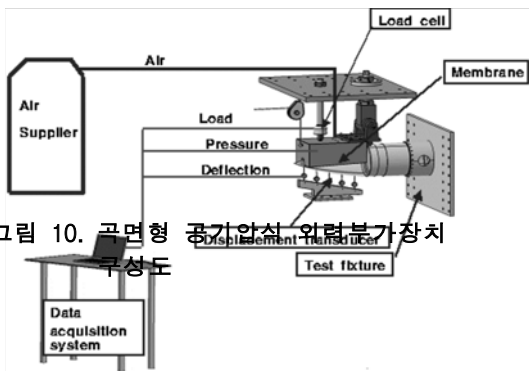 Load cell
Air
Membrane
Air
Supplier
Load
Pressure
Deflection
그림 10. 곡면형 공기압식 외력부가장치
구성도
Displacement Transducer
Test fixture
Data
acquisition
system